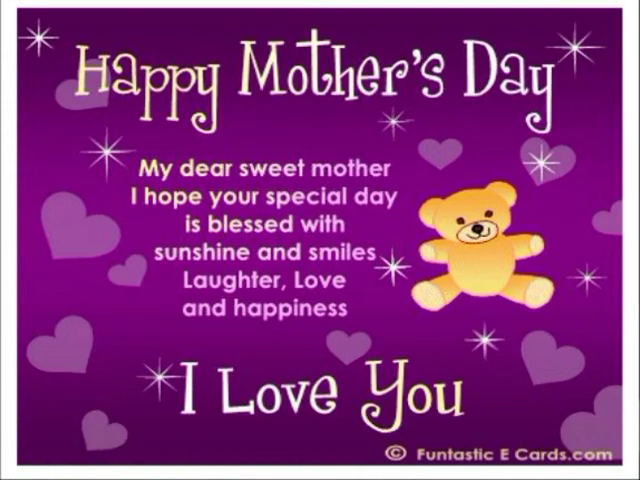 Happy Mother's Day
My dear sweet mother
I hope your special day
is blessed with
sunshine and smiles
Laughter, Love
and happiness
I Love You
© Funtastic E Cards.com